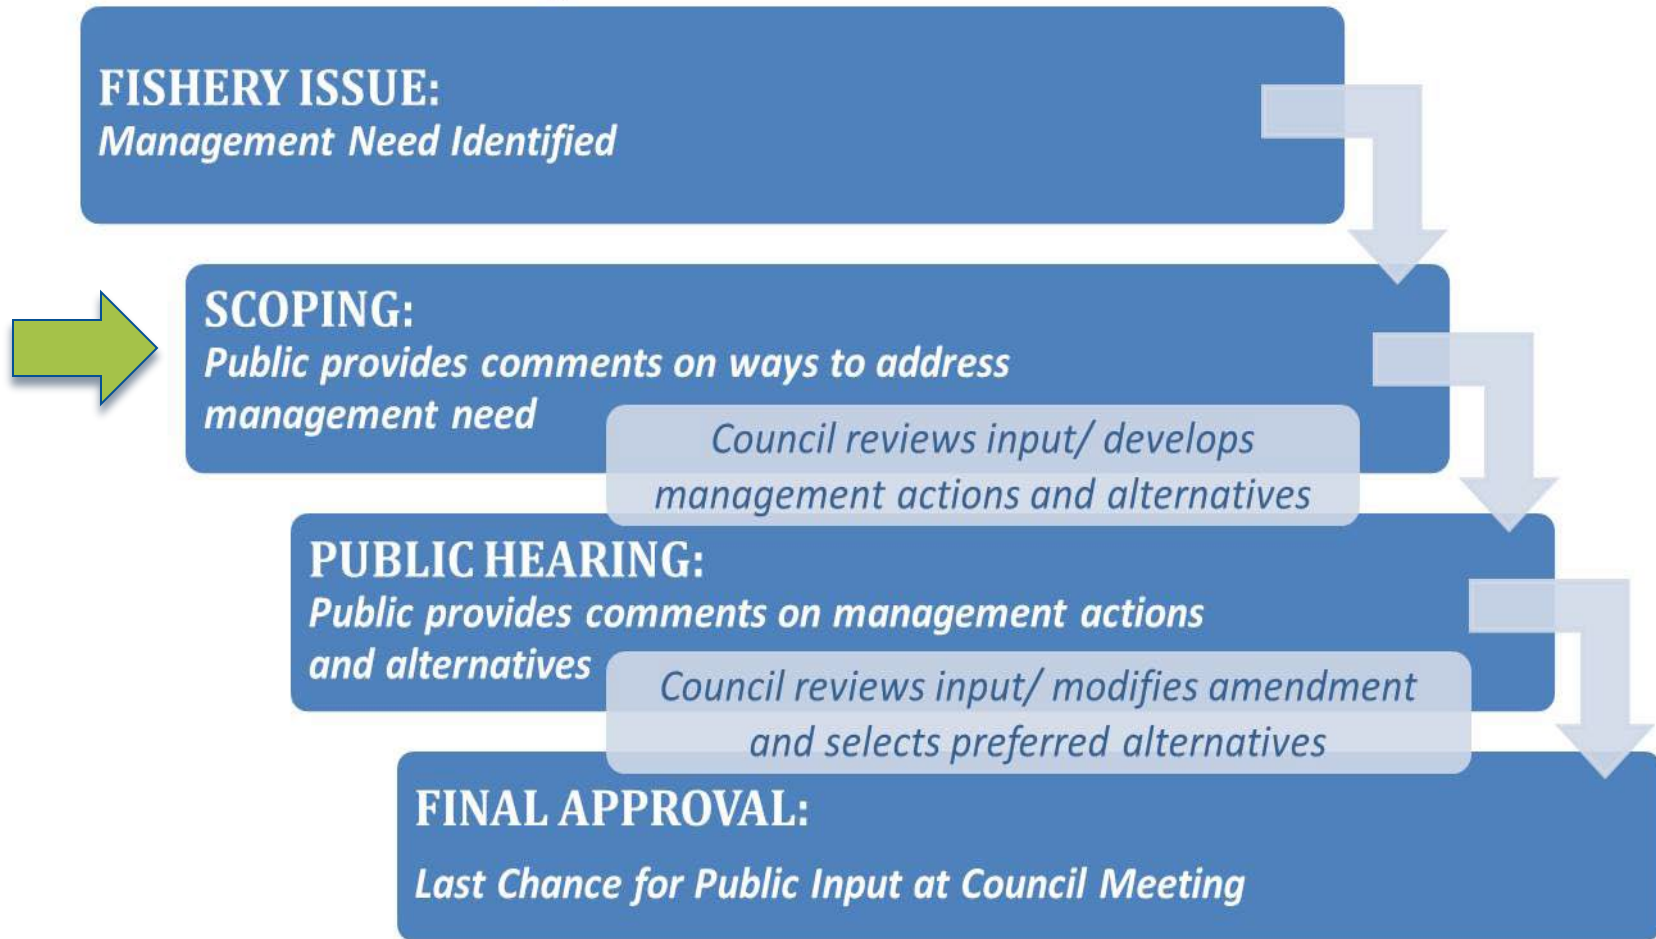 FISHERY ISSUE:
Management Need Identified
SCOPING:
Public provides comments on ways to address
management need
Council reviews input/ develops
management actions and alternatives
PUBLIC HEARING:
Public provides comments on management actions
and alternatives
Council reviews input/ modifies amendment
and selects preferred alternatives
FINAL APPROVAL:
Last Chance for Public Input at Council Meeting